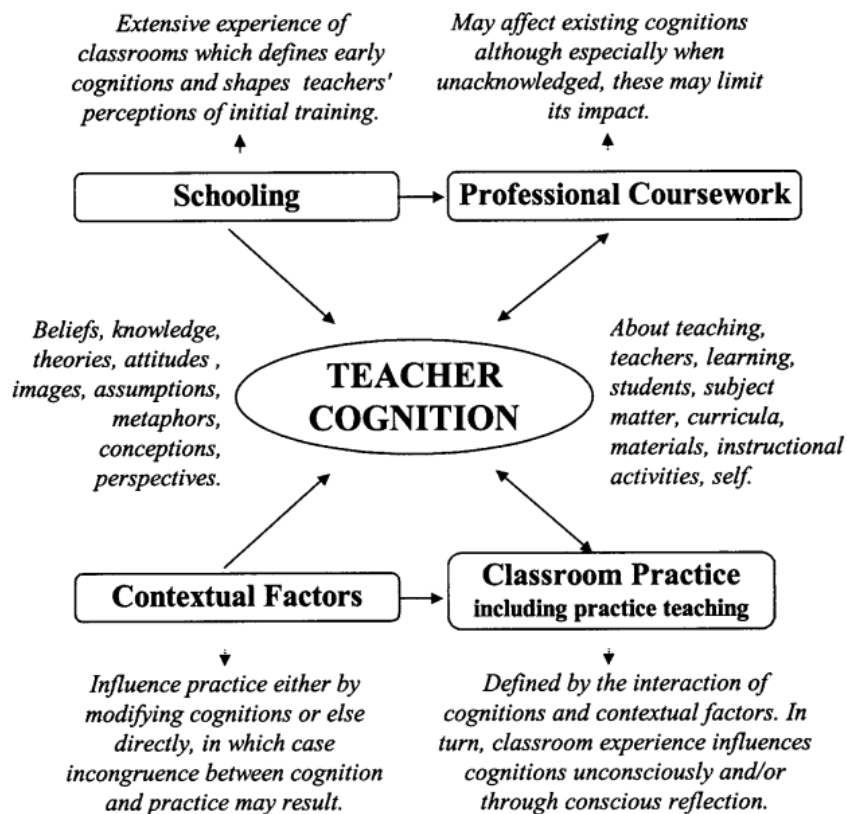 Extensive experience of
classrooms which defines early
cognitions and shapes teachers'
perceptions of initial training.
May affect existing cognitions
although especially when
unacknowledged, these may limit
its impact.
Schooling
Professional Coursework
Beliefs, knowledge,
theories, attitudes ,
images, assumptions,
metaphors,
conceptions,
perspectives.
TEACHER
COGNITION
About teaching,
teachers, learning,
students, subject
matter, curricula,
materials, instructional
activities, self.
Contextual Factors
Classroom Practice
including practice teaching
Influence practice either by
modifying cognitions or else
directly, in which case
incongruence between cognition
and practice may result.
Defined by the interaction of
cognitions and contextual factors. In
turn, classroom experience influences
cognitions unconsciously and/or
through conscious reflection.